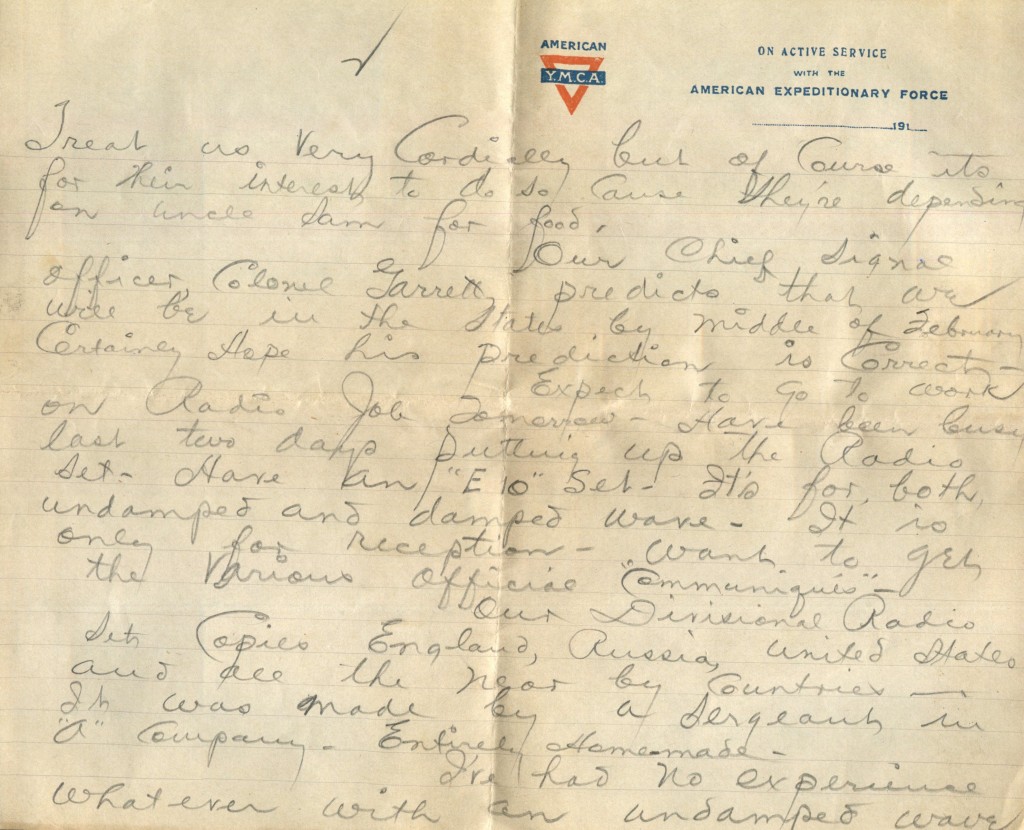 AMERICAN
Y.M.C.A.
ON ACTIVE SERVICE
WITH THE
AMERICAN EXPEDITIONARY FORCE
191
Treat us Very Cordially but of Course its
for their interest to do so Cause they're depending
on uncle Sam for food.
Our Chief Signal
Officer, Colonel Garrett, predicts that we
will be in the States by middle of February
Certainly Hope his prediction is Correct-
Expect to Go To work
on Radio Job Tomorrow- Have been busy
last two days putting up the Radio
Set- Have an "E 10" Set- It's for both,
undamped and damped wave- It is
only for reception- Want to get
the Various Official "Communiqués"-
Our Divisional Radio
Set Copies England, Russia, United States
and all the near by Countries-
It was made by a Sergeant in
"A" Company- Entirely Home-made-
I've had no experience
whatever with an undamped wave